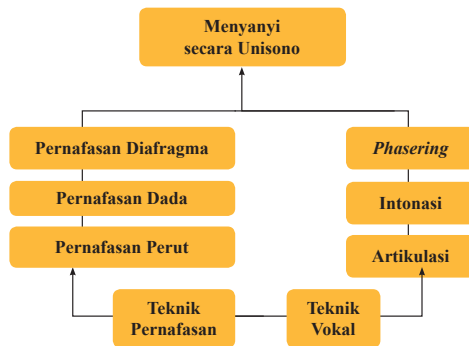 Menyanyi
secara Unisono
Pernafasan Diafragma
Phasering
Pernafasan Dada
Intonasi
Pernafasan Perut
Artikulasi
Teknik
Pernafasan
Teknik
Vokal